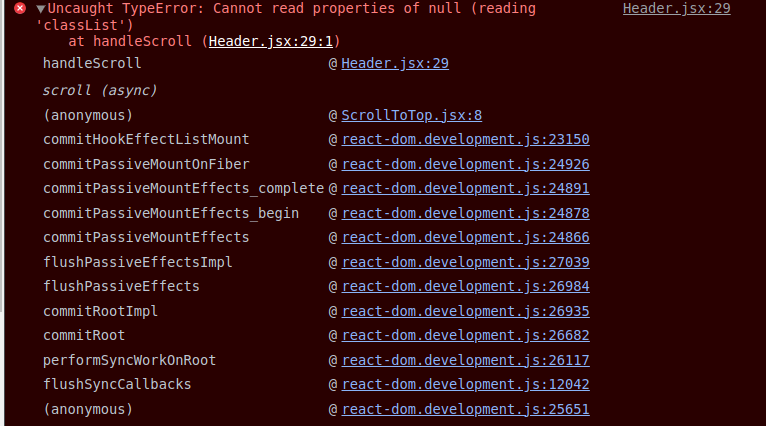 Uncaught TypeError: Cannot read properties of null (reading Header.jsx:29
'classList')
at handleScroll (Header.jsx:29:1)
handleScroll @ Header.jsx:29
scroll (async)
(anonymous) @ ScrollToTop.jsx:8
commitHookEffectListMount @ react-dom.development.js:23150
commitPassiveMountOnFiber @ react-dom.development.js:24926
commitPassiveMountEffects_complete @ react-dom.development.js:24891
commitPassiveMountEffects_begin @ react-dom.development.js:24878
commitPassiveMountEffects @ react-dom.development.js:24866
flushPassiveEffectsImpl @ react-dom.development.js:27039
flushPassiveEffects @ react-dom.development.js:26984
commitRootImpl @ react-dom.development.js:26935
commitRoot @ react-dom.development.js:26682
performSyncWorkOnRoot @ react-dom.development.js:26117
flushSyncCallbacks @ react-dom.development.js:12042
(anonymous) @ react-dom.development.js:25651